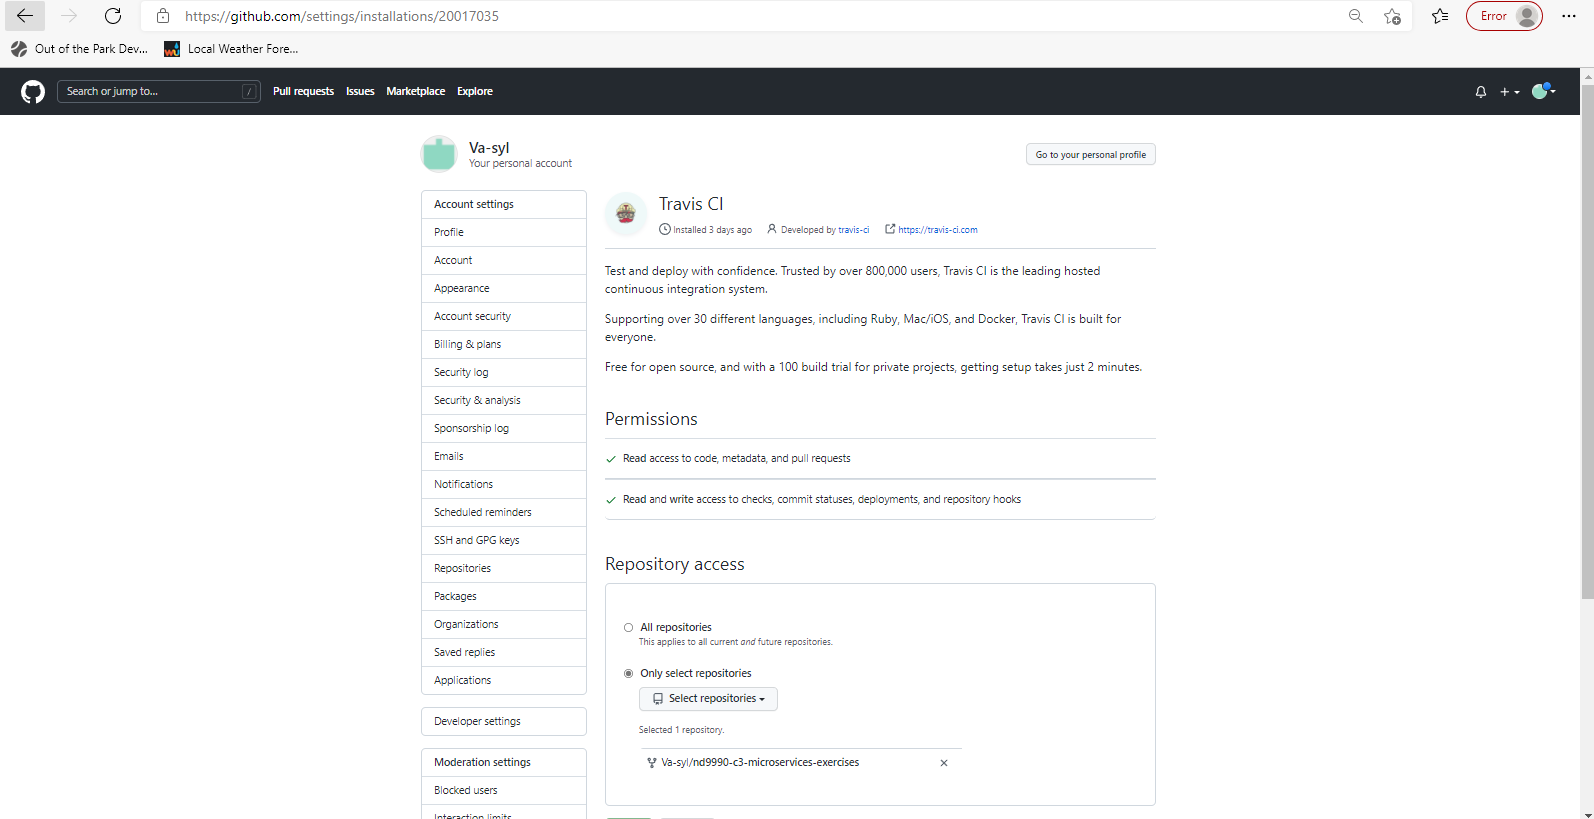 https://github.com/settings/installations/20017035
Error
Out of the Park Dev...
Local Weather Fore...
Search or jump to...
/
Pull requests
Issues
Marketplace
Explore
Va-syl
Your personal account
Go to your personal profile
Account settings
Profile
Account
Appearance
Account security
Billing & plans
Security log
Security & analysis
Sponsorship log
Emails
Notifications
Scheduled reminders
SSH and GPG keys
Repositories
Packages
Organizations
Saved replies
Applications
Developer settings
Moderation settings
Blocked users
Interaction limits
Travis CI
Installed 3 days ago
Developed by travis-ci
https://travis-ci.com
Test and deploy with confidence. Trusted by over 800,000 users, Travis CI is the leading hosted
continuous integration system.
Supporting over 30 different languages, including Ruby, Mac/iOS, and Docker, Travis CI is built for
everyone.
Free for open source, and with a 100 build trial for private projects, getting setup takes just 2 minutes.
Permissions
Read access to code, metadata, and pull requests
Read and write access to checks, commit statuses, deployments, and repository hooks
Repository access
All repositories
This applies to all current and future repositories.
Only select repositories
Select repositories
Selected 1 repository.
Va-syl/nd9990-c3-microservices-exercises